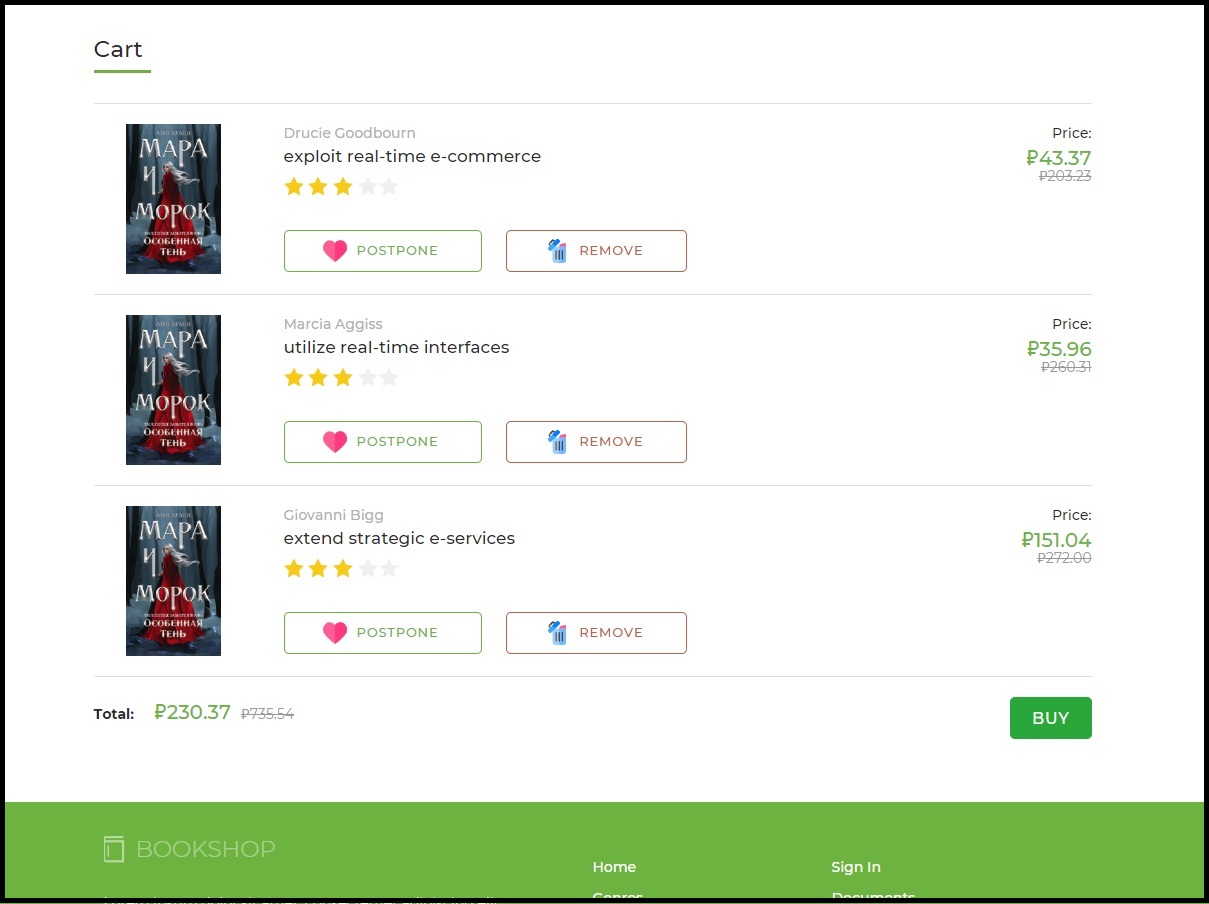 Cart
МАРА
И
МОРОК
ОСОБЕННАЯ
ТЕНЬ
Drucie Goodbourn
exploit real-time e-commerce
POSTPONE
REMOVE
Price:
₽43.37
₽203.23
МАРА
И
МОРОК
ОСОБЕННАЯ
ТЕНЬ
Marcia Aggiss
utilize real-time interfaces
POSTPONE
REMOVE
Price:
₽35.96
₽260.31
МАРА
И
МОРОК
ОСОБЕННАЯ
ТЕНЬ
Giovanni Bigg
extend strategic e-services
POSTPONE
REMOVE
Price:
₽151.04
₽272.00
Total: ₽230.37 ₽735.54
BUY
BOOKSHOP
Home
Sign In
Genres
Documents